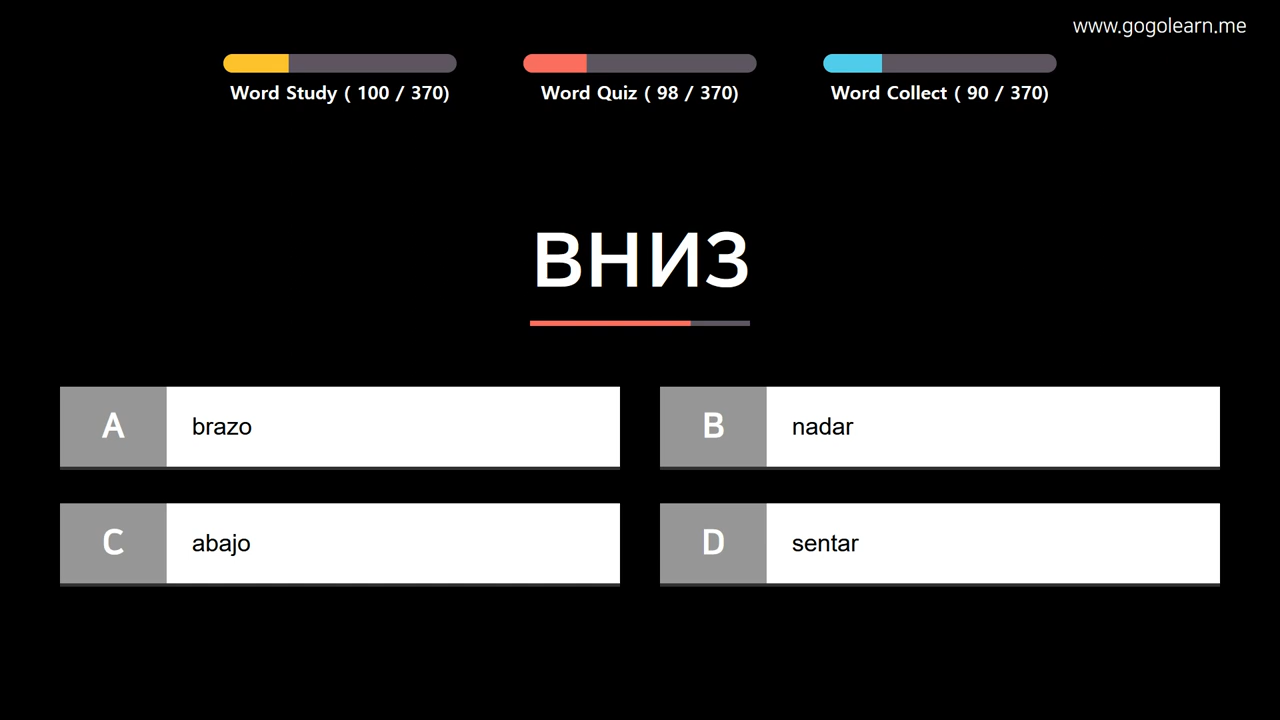 www.gogolearn.me
Word Study ( 100 / 370)
Word Quiz ( 98 / 370)
Word Collect ( 90 / 370)
вниз
A
brazo
B
nadar
C
abajo
D
sentar